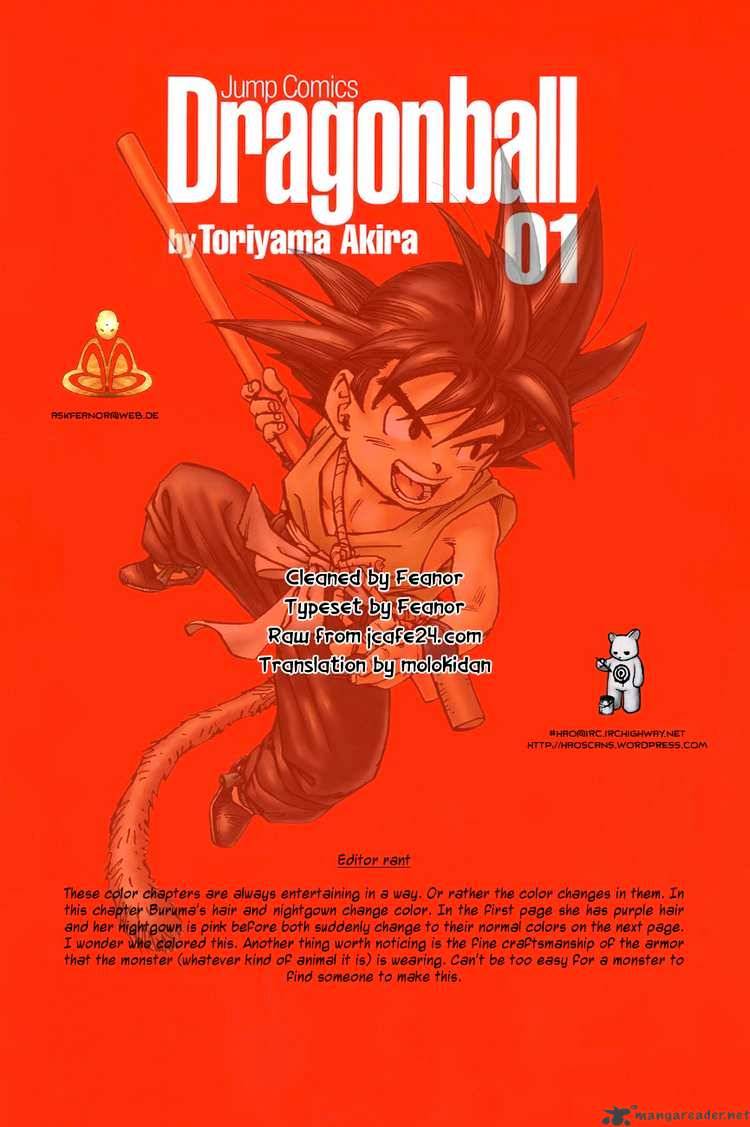 Jump Comics
Dragonball
by Toriyama Akira 01
ASKFEANOR@WEB.DE
Cleaned by Feanor
Typeset by Feanor
Raw from jcafe24.com
Translation by molokidan
#HAO@IRC.IRCHIGHWAY.NET
HTTP://HAOSCANS.WORDPRESS.COM
Editor rant
These color chapters are always entertaining in a way. Or rather the color changes in them. In
this chapter Buruma's hair and nightgown change color. In the first page she has purple hair
and her nightgown is pink before both suddenly change to their normal colors on the next page.
I wonder who colored this. Another thing worth noticing is the fine craftsmanship of the armor
that the monster (whatever kind of animal it is) is wearing. Can't be too easy for a monster to
find someone to make this.
mangareader.net